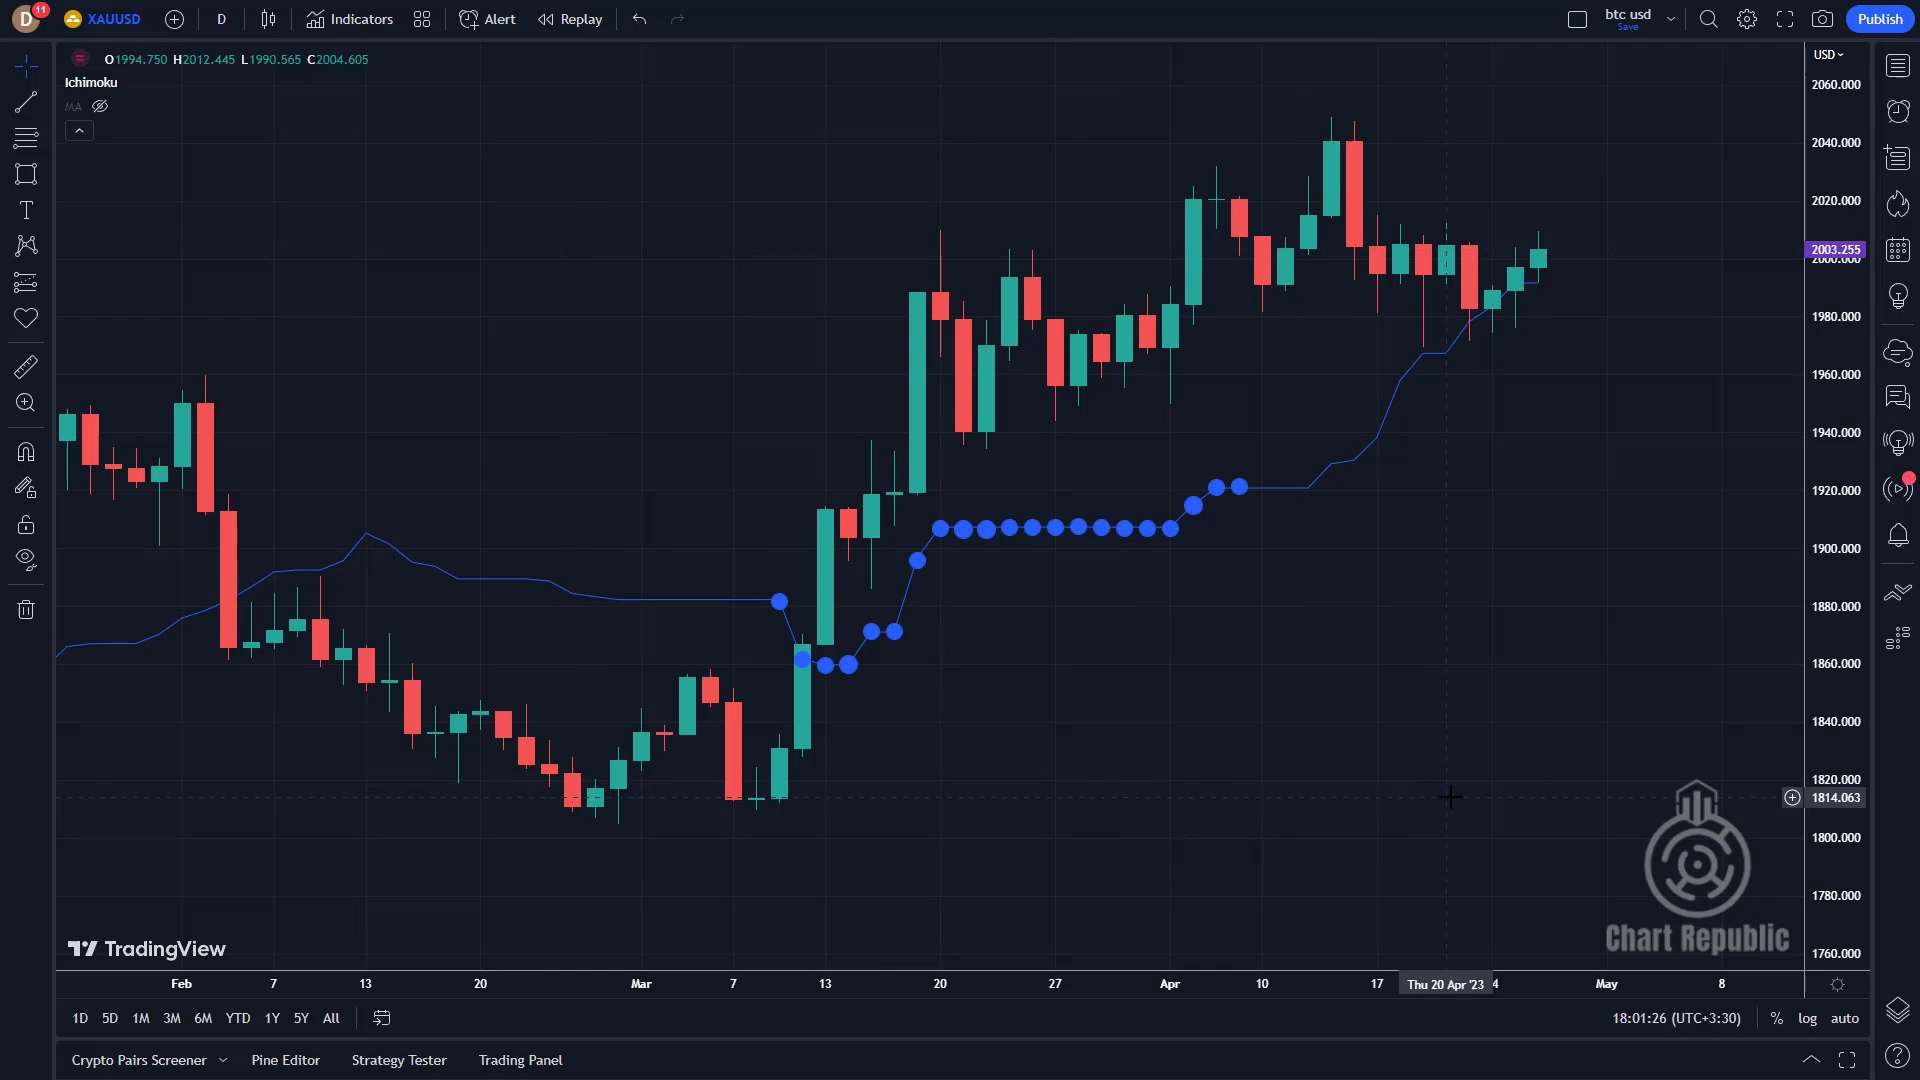 D 11 XAUUSD D Indicators Alert Replay btc usd Save Publish
O1994.750 H2012.445 L1990.565 C2004.605
Ichimoku
MA
USD
2060.000
2040.000
2020.000
2003.255
2000.000
1980.000
1960.000
1940.000
1920.000
1900.000
1880.000
1860.000
1840.000
1820.000
1814.063
1800.000
1780.000
1760.000
Chart Republic
TradingView
Feb 7 13 20 Mar 7 13 20 27 Apr 10 17 Thu 20 Apr '23 4 May 8
1D 5D 1M 3M 6M YTD 1Y 5Y All 18:01:26 (UTC+3:30) % log auto
Crypto Pairs Screener Pine Editor Strategy Tester Trading Panel